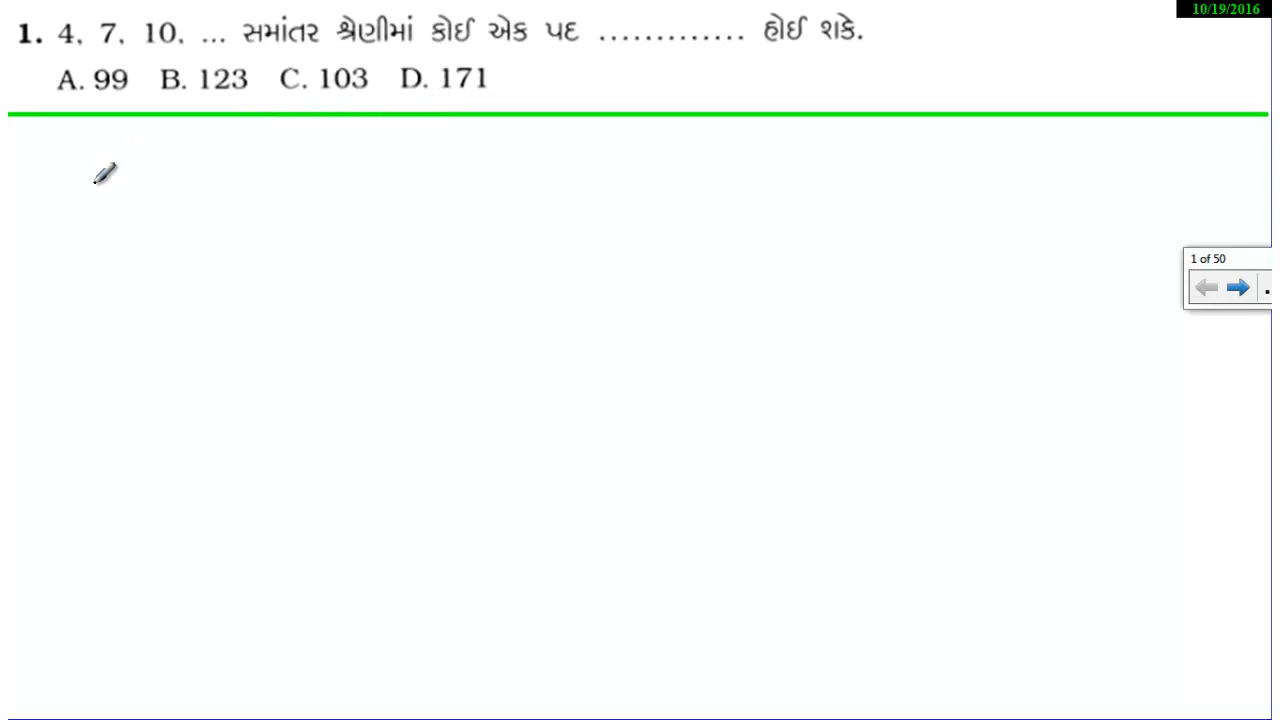 10/19/2016
1. 4, 7, 10, ... સમાંતર શ્રેણીમાં કોઈ એક પદ ............. હોઈ શકે.
A. 99 B. 123 C. 103 D. 171
1 of 50